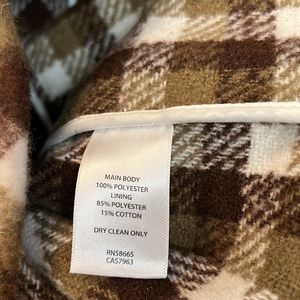 MAIN BODY
100% POLYESTER
LINING
85% POLYESTER
15% COTTON
DRY CLEAN ONLY
RN58665
CA57963